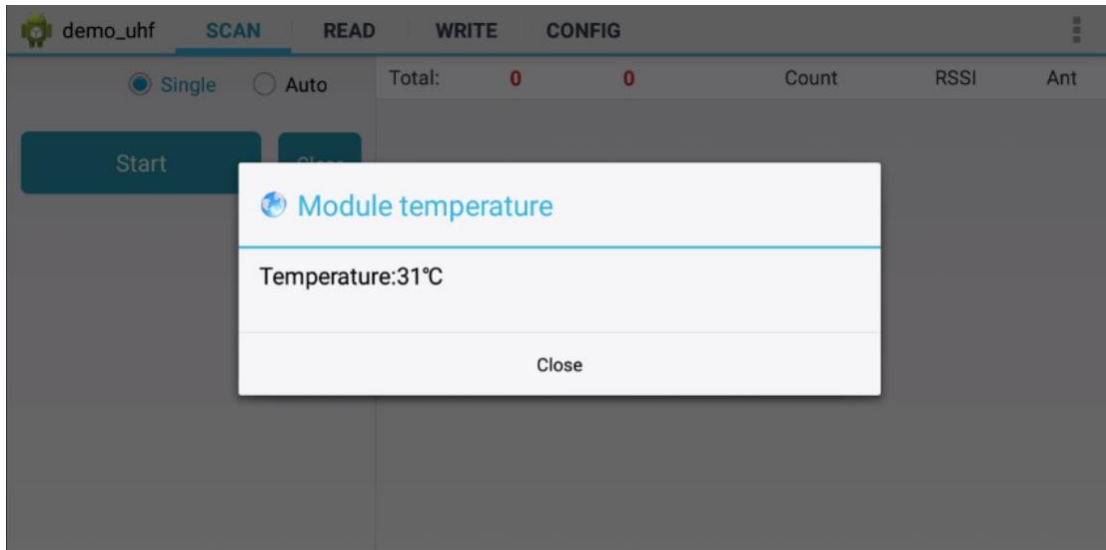 demo_uhf SCAN READ WRITE CONFIG
Single Auto Total: 0 0 Count RSSI Ant
Start Close
Module temperature
Temperature:31℃
Close